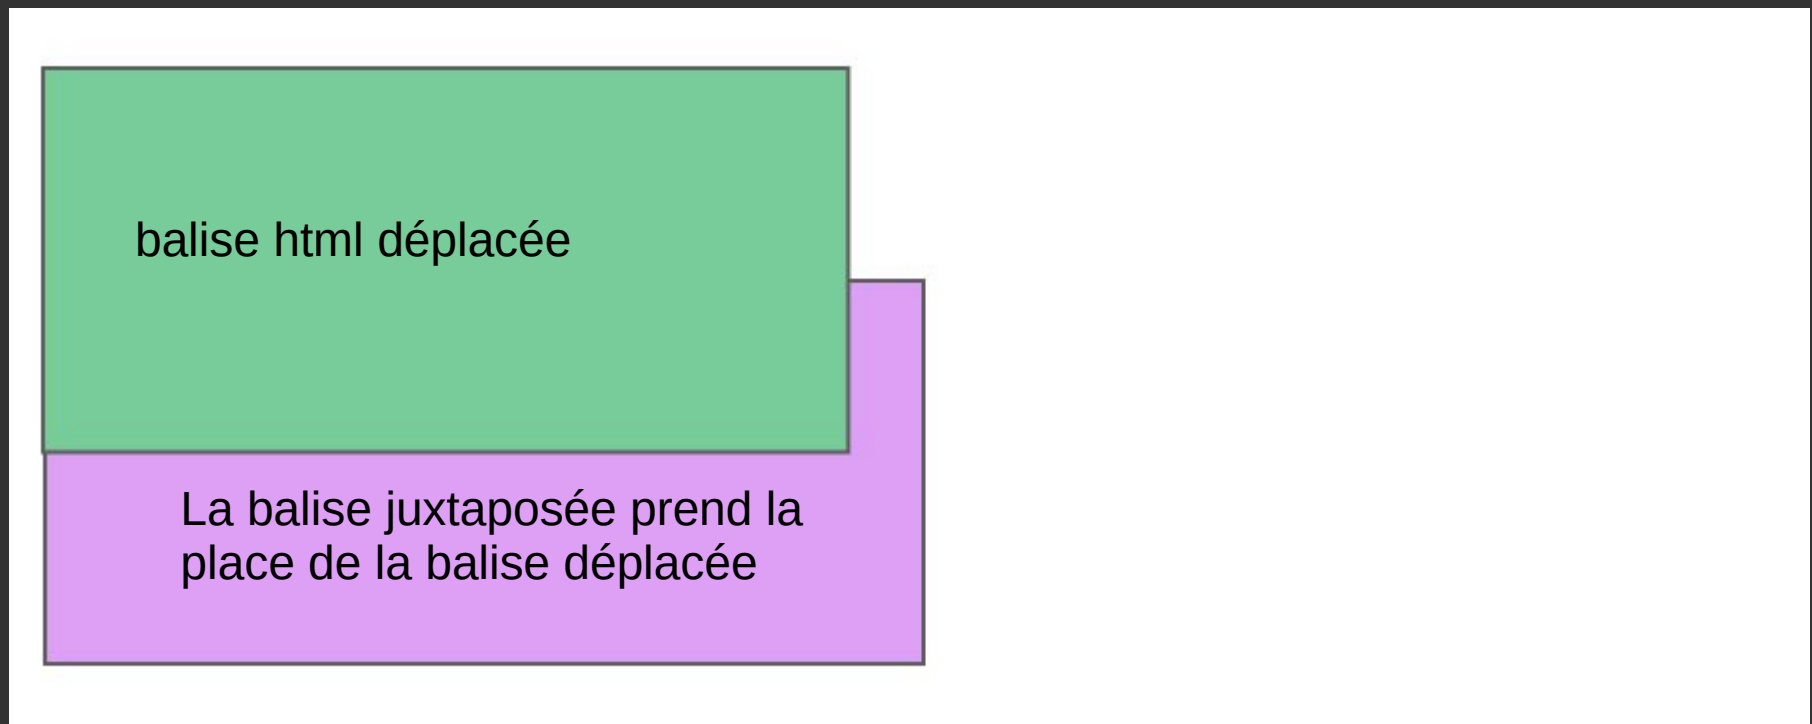 balise html déplacée
La balise juxtaposée prend la
place de la balise déplacée